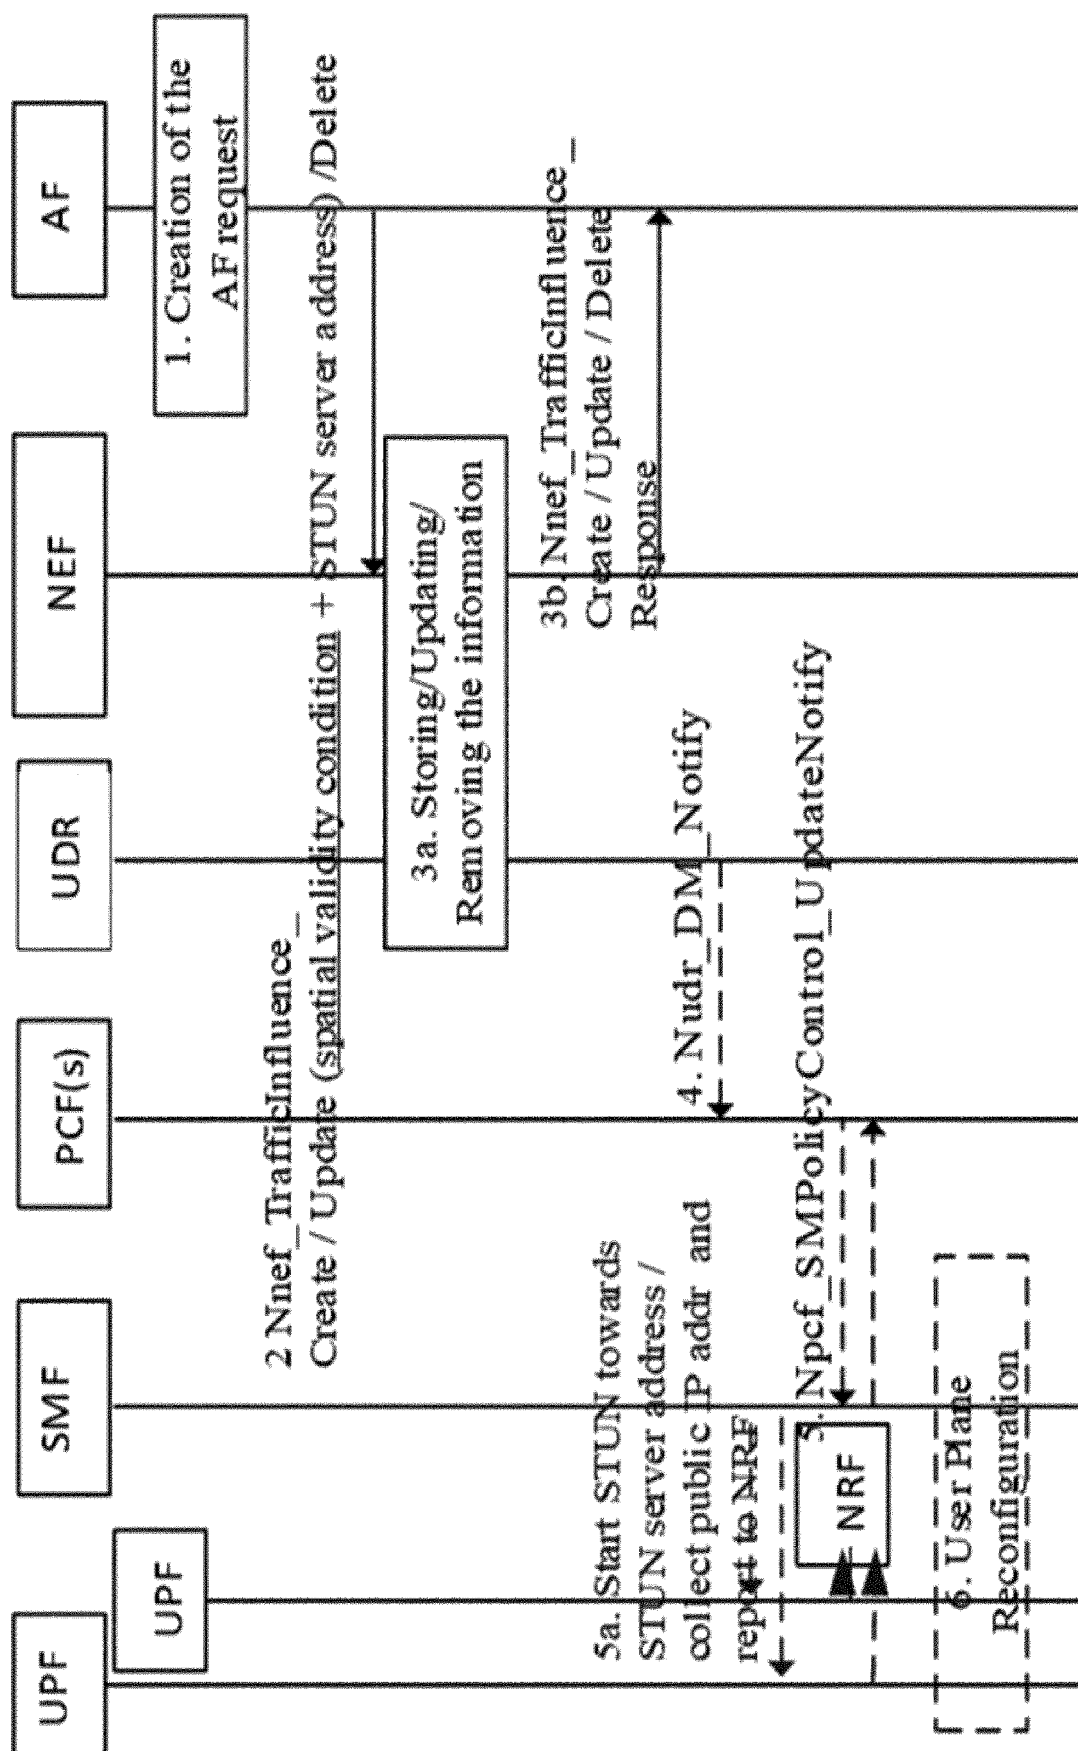 UPF
UPF
SMF
PCF(s)
UDR
NEF
AF
1. Creation of the
AF request
2 Nnef_TrafficInfluence_
Create / Update (spatial validity condition + STUN server address) /Delete
3a. Storing/Updating/
Removing the information
3b. Nnef_TrafficInfluence_
Create / Update / Delete
Response
4. Nudr_DM_Notify
5a. Start STUN towards
STUN server address /
collect public IP addr and
report to NRF
5. Npcf_SMPolicyControl_UpdateNotify
NRF
6. User Plane
Reconfiguration